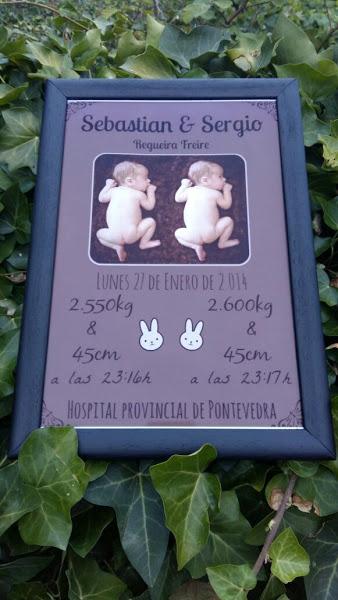 Sebastian & Sergio
Regueira Freire
LUNES 27 DE ENERO DE 2.014
2.550kg 2.600kg
& &
45cm 45cm
a las 23:16h a las 23:17h
HOSPITAL PROVINCIAL DE PONTEVEDRA